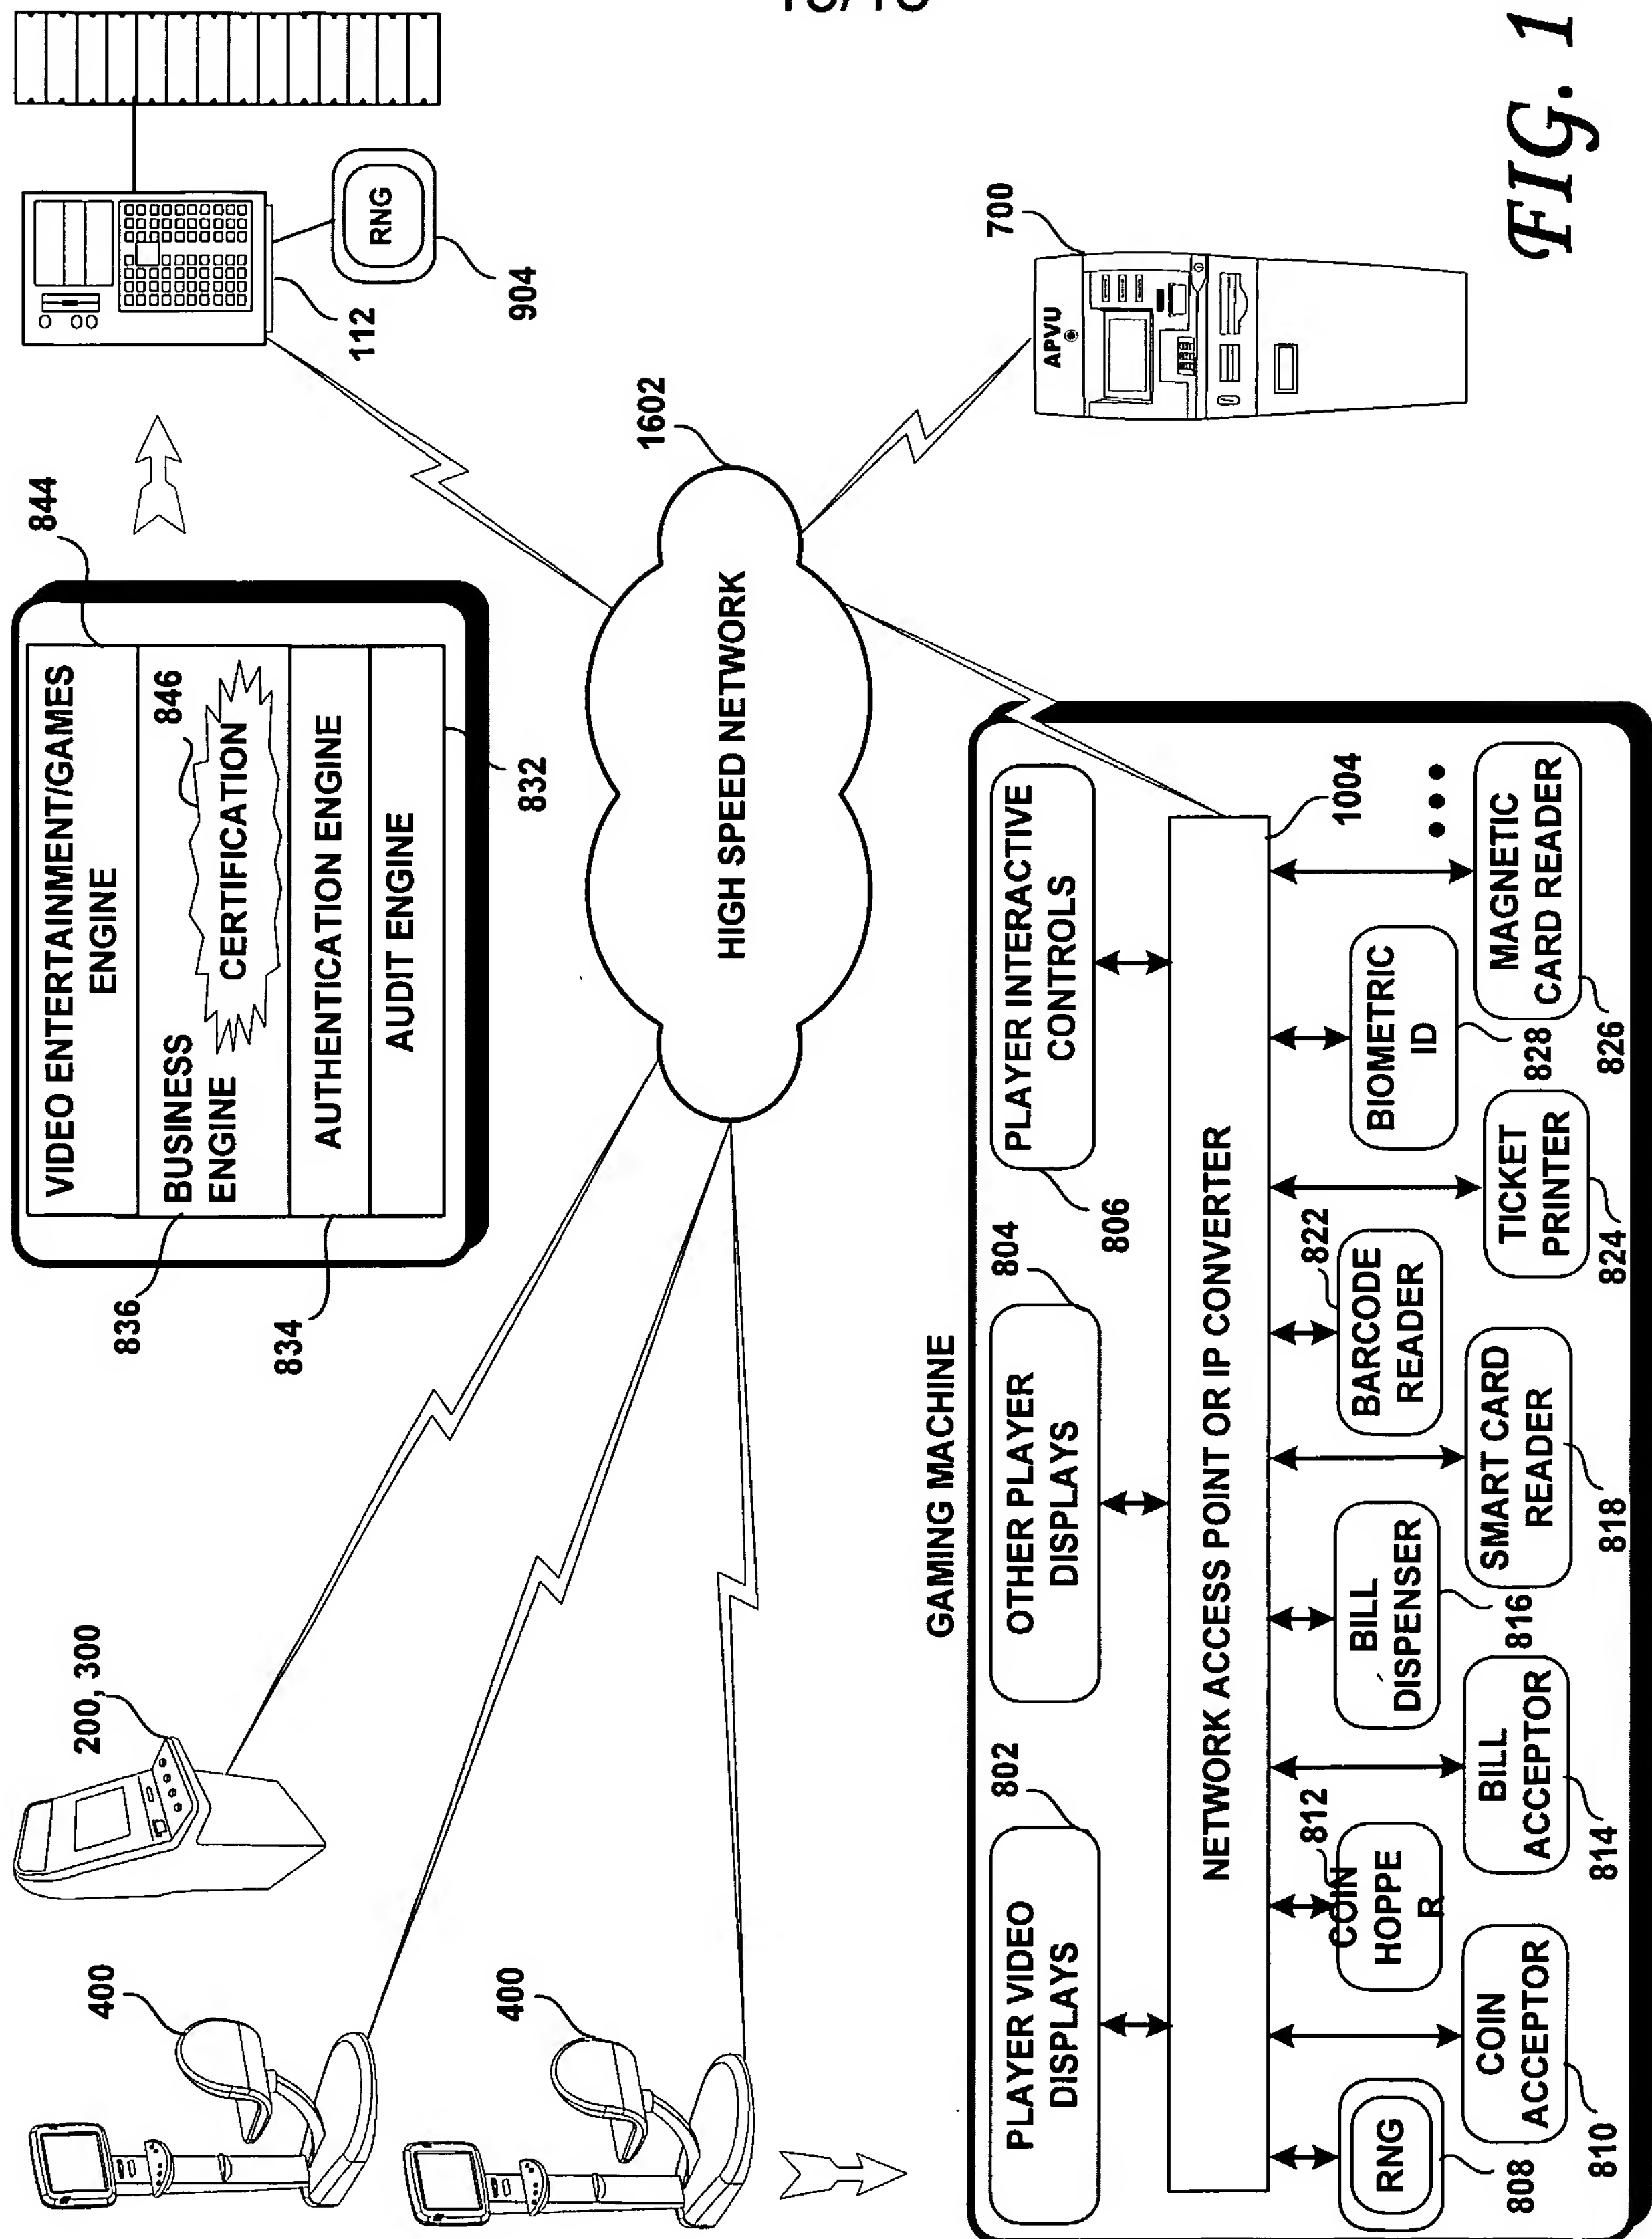 16/16
844
VIDEO ENTERTAINMENT/GAMES
ENGINE
846
BUSINESS
ENGINE
CERTIFICATION
AUTHENTICATION ENGINE
AUDIT ENGINE
836
834
832
RNG
112
904
200, 300
400
400
1602
HIGH SPEED NETWORK
700
APVU
GAMING MACHINE
802
PLAYER VIDEO
DISPLAYS
804
OTHER PLAYER
DISPLAYS
806
PLAYER INTERACTIVE
CONTROLS
NETWORK ACCESS POINT OR IP CONVERTER
1004
RNG
808
COIN
ACCEPTOR
810
812
COIN
HOPPE
R
BILL
ACCEPTOR
814
BILL
DISPENSER
816
SMART CARD
READER
818
822
BARCODE
READER
TICKET
PRINTER
824
BIOMETRIC
ID
828
MAGNETIC
CARD READER
826
FIG. 1